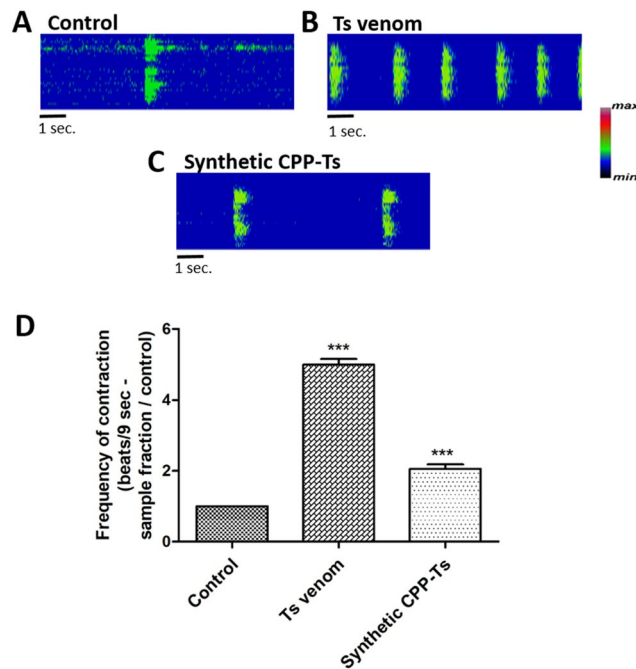 A Control
1 sec.
B Ts venom
1 sec.
max
min
C Synthetic CPP-Ts
1 sec.
D
Frequency of contraction
(beats/9 sec -
sample fraction / control)
6
4
2
0
***
***
Control
Ts venom
Synthetic CPP-Ts